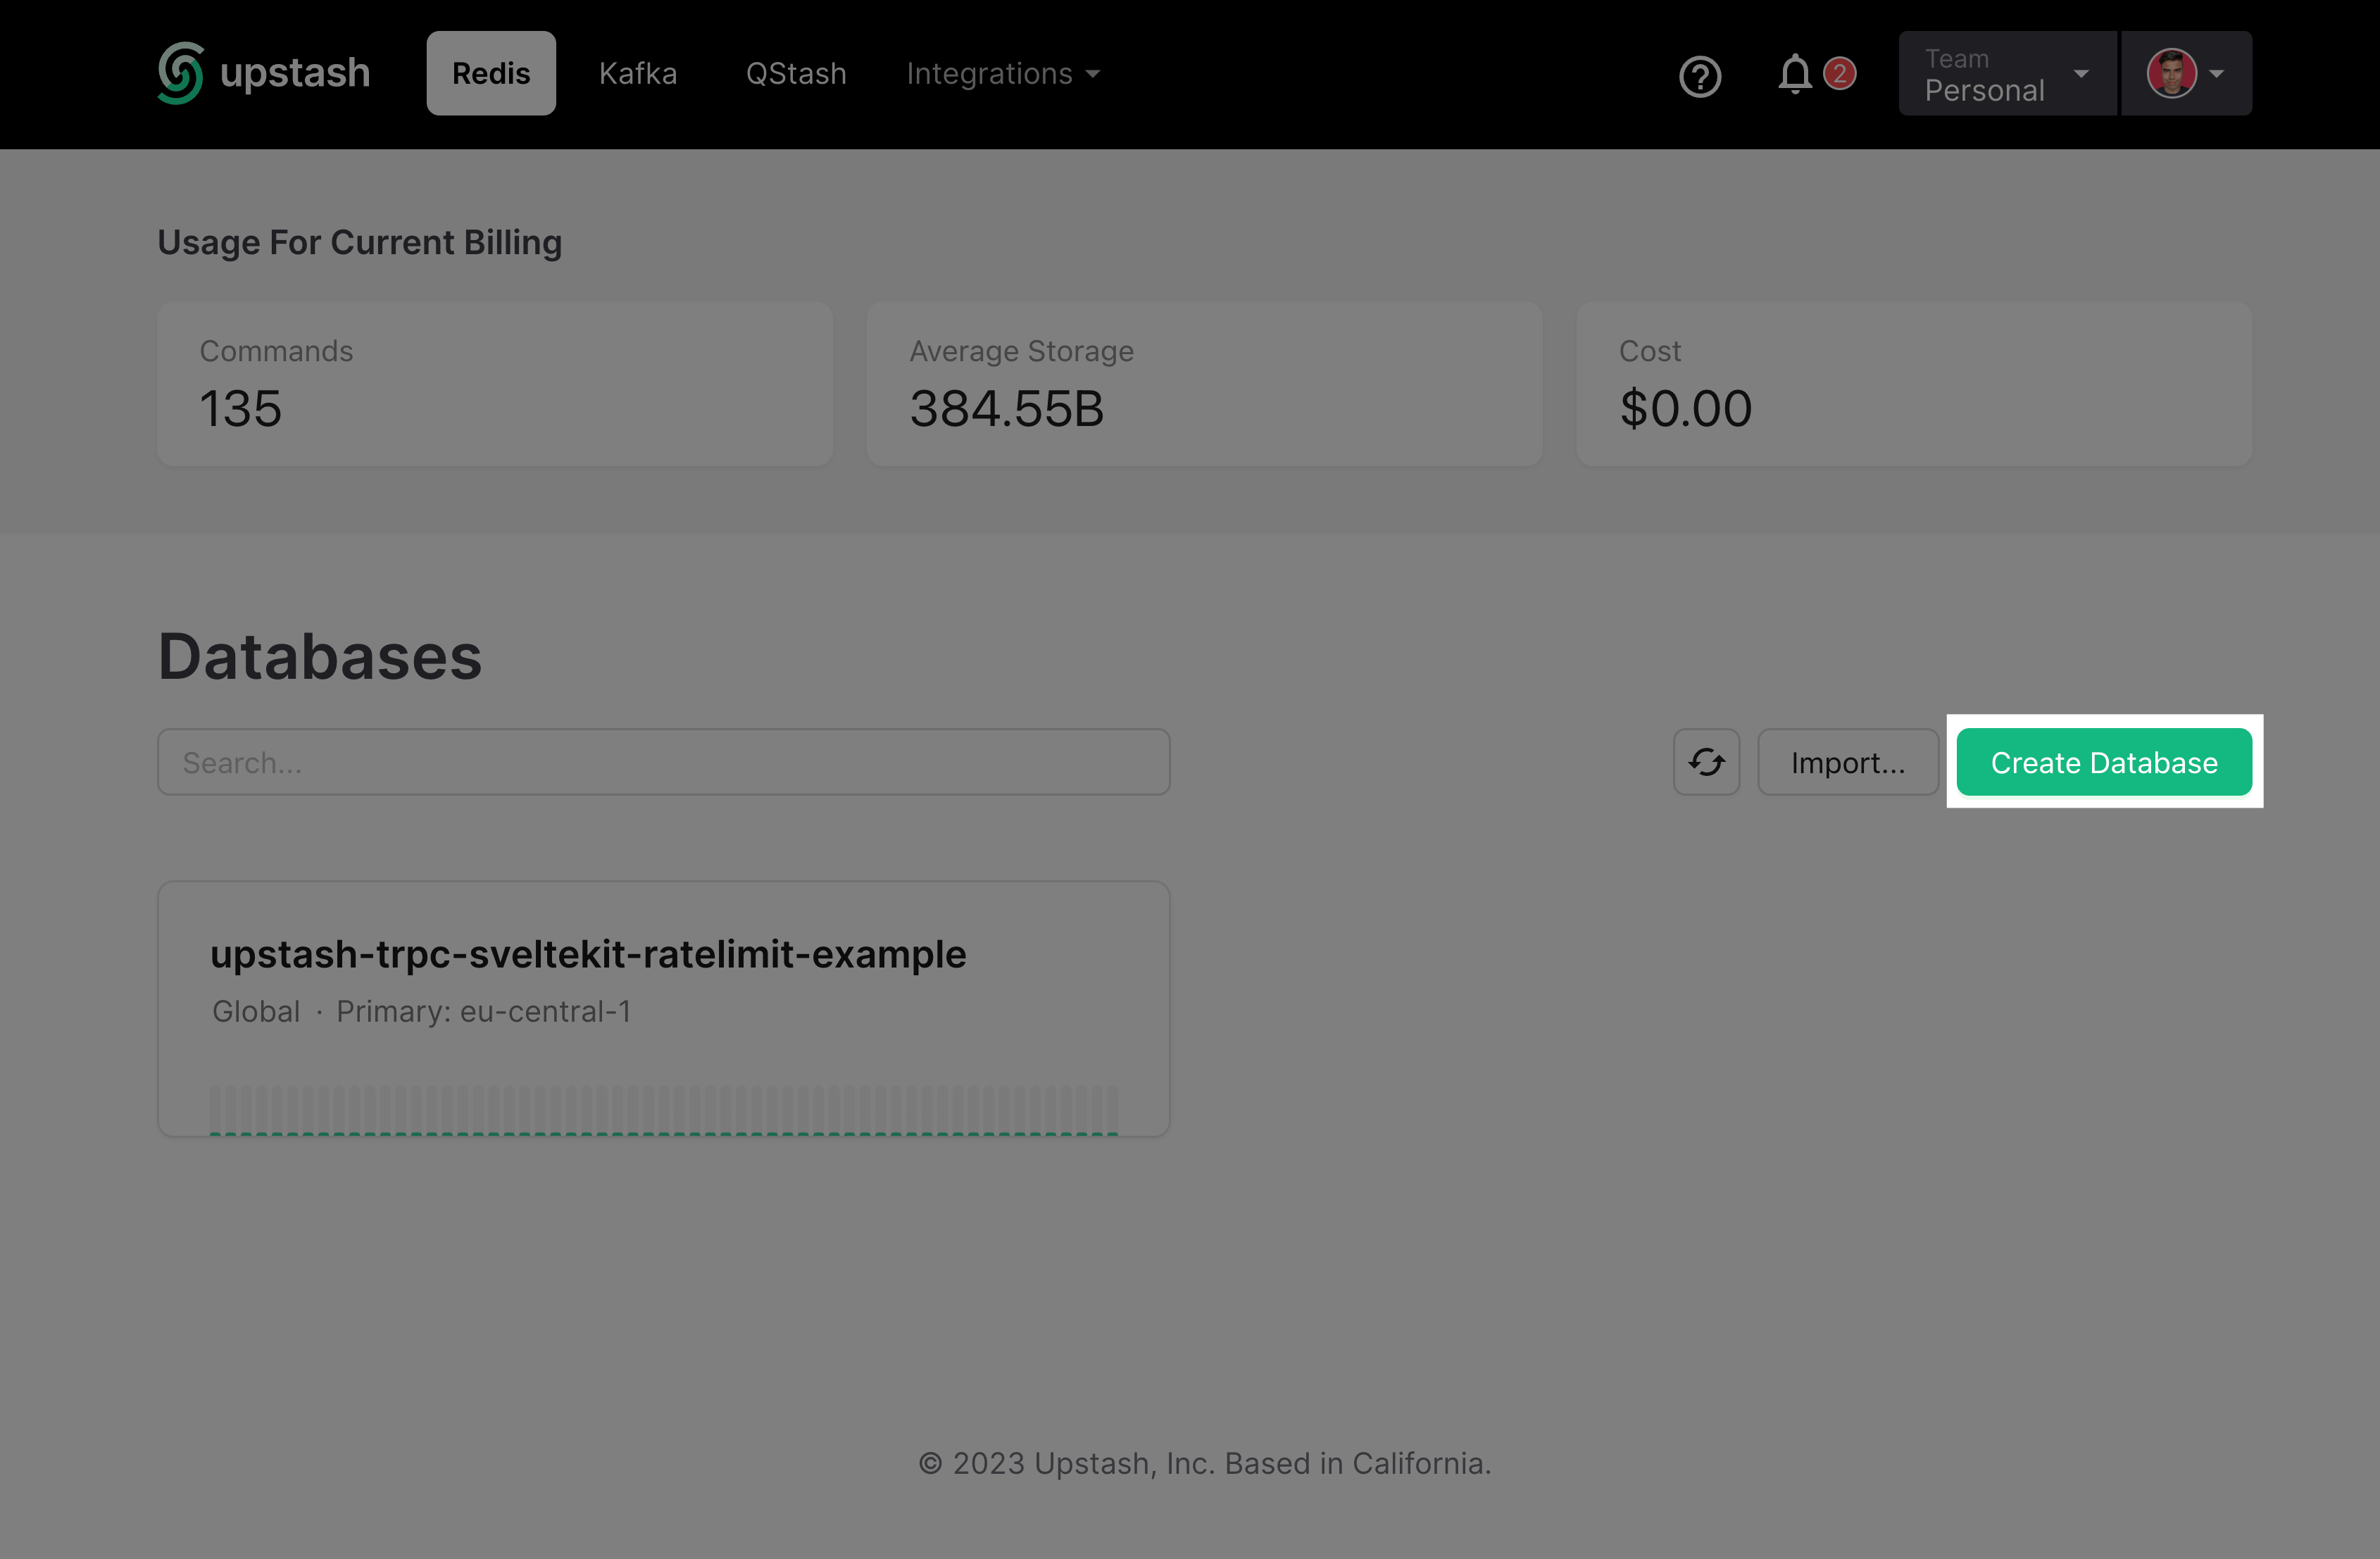 upstash
Redis
Kafka
QStash
Integrations
2
Team
Personal
Usage For Current Billing
Commands
135
Average Storage
384.55B
Cost
$0.00
Databases
Search...
Import...
Create Database
upstash-trpc-sveltekit-ratelimit-example
Global · Primary: eu-central-1
© 2023 Upstash, Inc. Based in California.